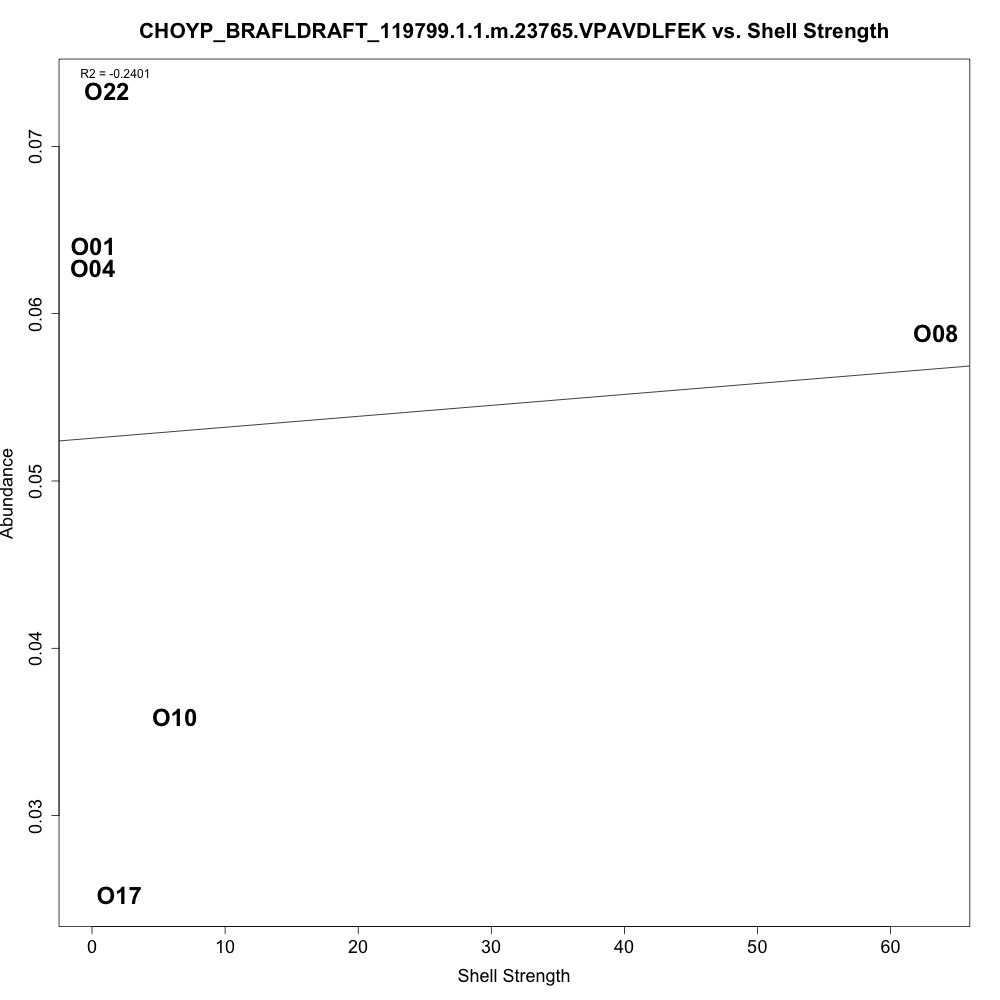 CHOYP_BRAFLDRAFT_119799.1.1.m.23765.VPAVDLFEK vs. Shell Strength
R2 = -0.2401
O22
0.07
O01
O04
0.06
O08
0.05
Abundance
0.04
O10
0.03
O17
0 10 20 30 40 50 60
Shell Strength